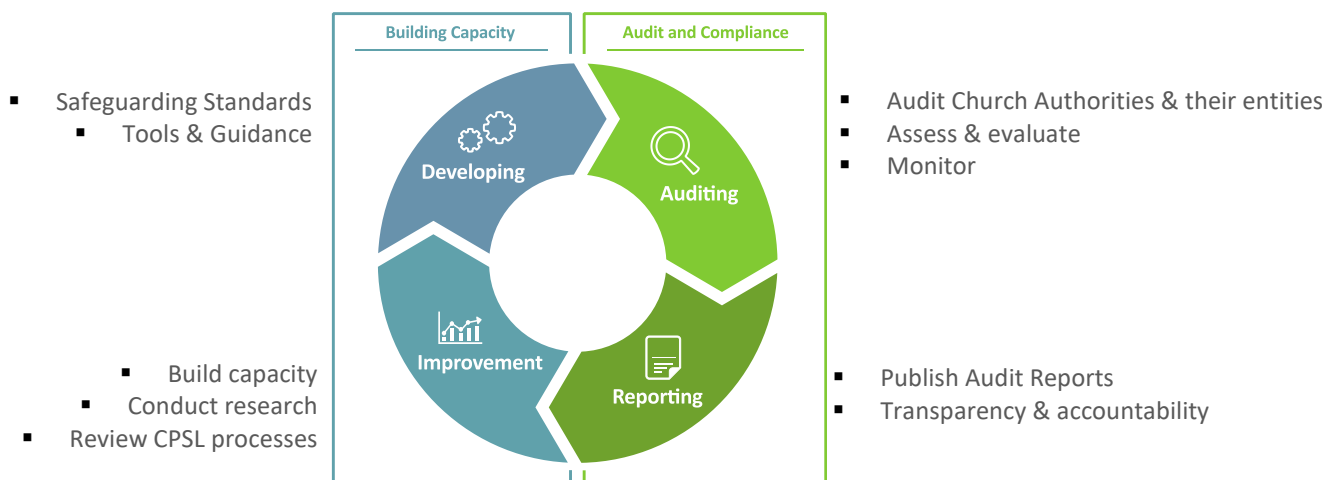 Building Capacity
Audit and Compliance
▪ Safeguarding Standards
▪ Tools & Guidance
Developing
Auditing
▪ Audit Church Authorities & their entities
▪ Assess & evaluate
▪ Monitor
▪ Build capacity
▪ Conduct research
▪ Review CPSL processes
Improvement
Reporting
▪ Publish Audit Reports
▪ Transparency & accountability